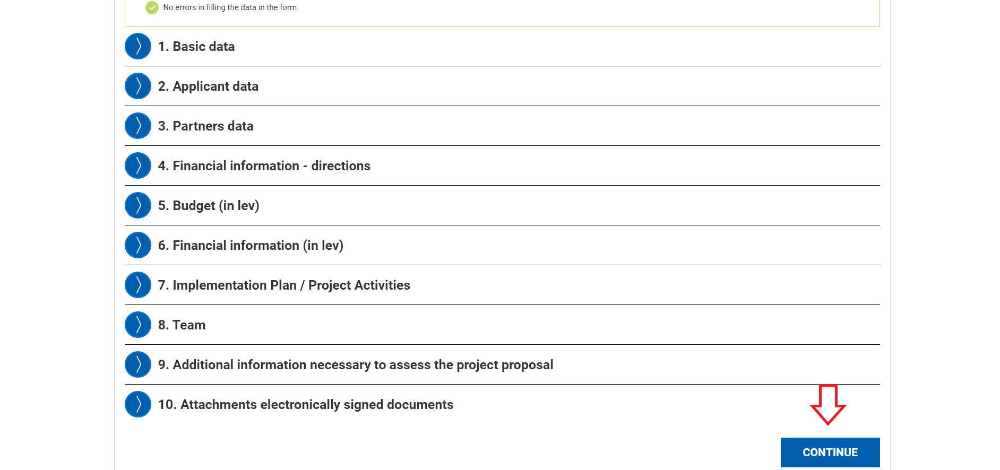 No errors in filling the data in the form.
1. Basic data
2. Applicant data
3. Partners data
4. Financial information - directions
5. Budget (in lev)
6. Financial information (in lev)
7. Implementation Plan / Project Activities
8. Team
9. Additional information necessary to assess the project proposal
10. Attachments electronically signed documents
CONTINUE